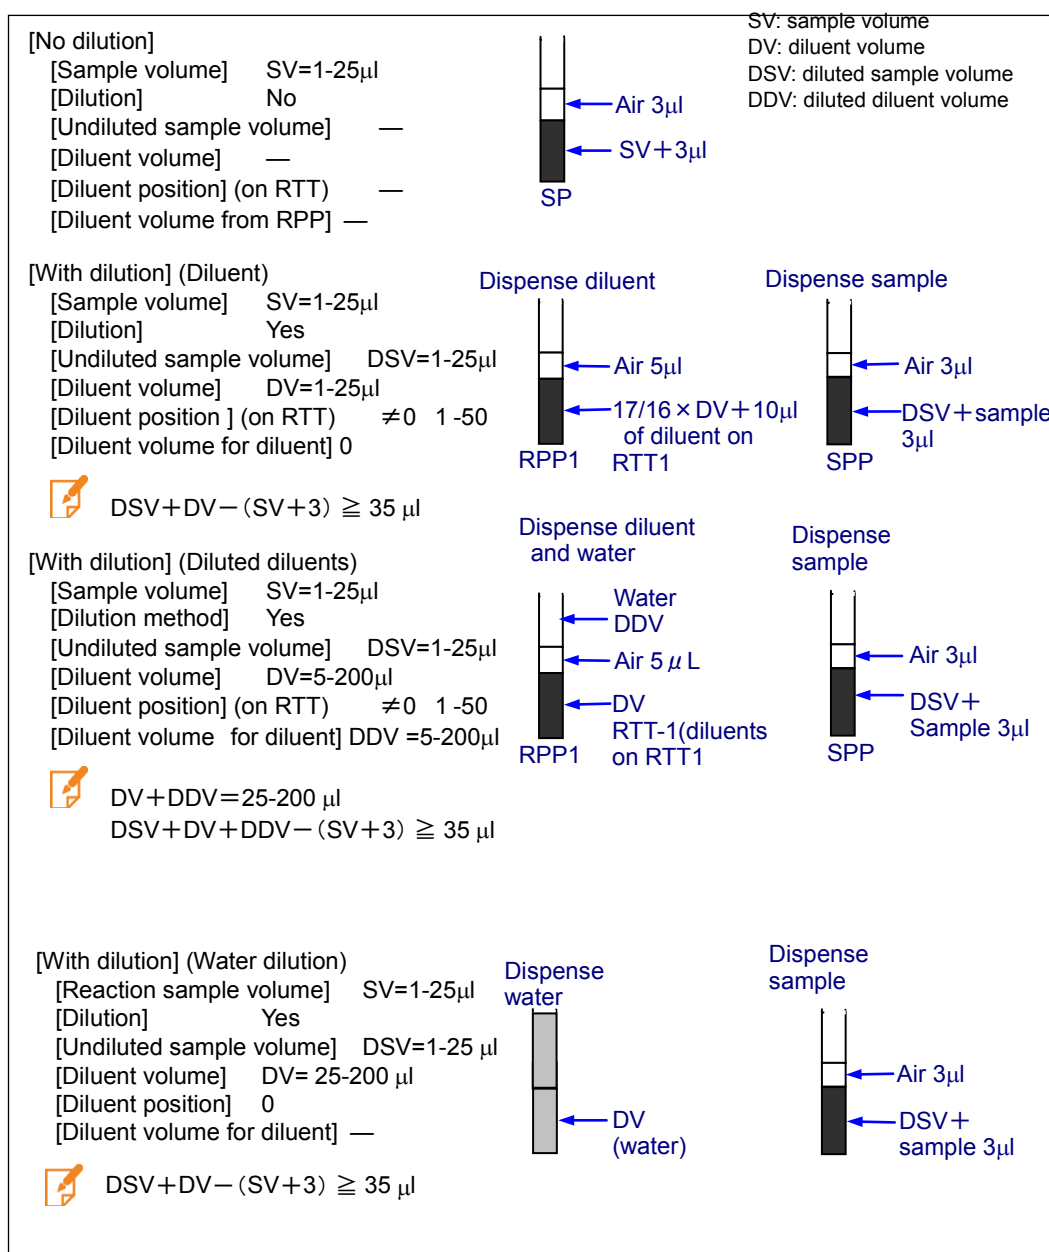 SV: sample volume
DV: diluent volume
DSV: diluted sample volume
DDV: diluted diluent volume
[No dilution]
[Sample volume] SV=1-25μl
[Dilution] No
[Undiluted sample volume] —
[Diluent volume] —
[Diluent position] (on RTT) —
[Diluent volume from RPP] —
Air 3μl
SV+3μl
SP
[With dilution] (Diluent)
[Sample volume] SV=1-25μl
[Dilution] Yes
[Undiluted sample volume] DSV=1-25μl
[Diluent volume] DV=1-25μl
[Diluent position ] (on RTT) ≠0 1 -50
[Diluent volume for diluent] 0
DSV+DV−(SV+3) ≧ 35 μl
Dispense diluent
Air 5μl
17/16×DV+10μl
of diluent on
RTT1
RPP1
Dispense sample
Air 3μl
DSV+sample
3μl
SPP
[With dilution] (Diluted diluents)
[Sample volume] SV=1-25μl
[Dilution method] Yes
[Undiluted sample volume] DSV=1-25μl
[Diluent volume] DV=5-200μl
[Diluent position] (on RTT) ≠0 1 -50
[Diluent volume for diluent] DDV =5-200μl
DV+DDV=25-200 μl
DSV+DV+DDV−(SV+3) ≧ 35 μl
Dispense diluent
and water
Water
DDV
Air 5 μ L
DV
RTT-1(diluents
on RTT1
RPP1
Dispense
sample
Air 3μl
DSV+
Sample 3μl
SPP
[With dilution] (Water dilution)
[Reaction sample volume] SV=1-25μl
[Dilution] Yes
[Undiluted sample volume] DSV=1-25 μl
[Diluent volume] DV= 25-200 μl
[Diluent position] 0
[Diluent volume for diluent] —
DSV+DV−(SV+3) ≧ 35 μl
Dispense
water
DV
(water)
Dispense
sample
Air 3μl
DSV+
sample 3μl